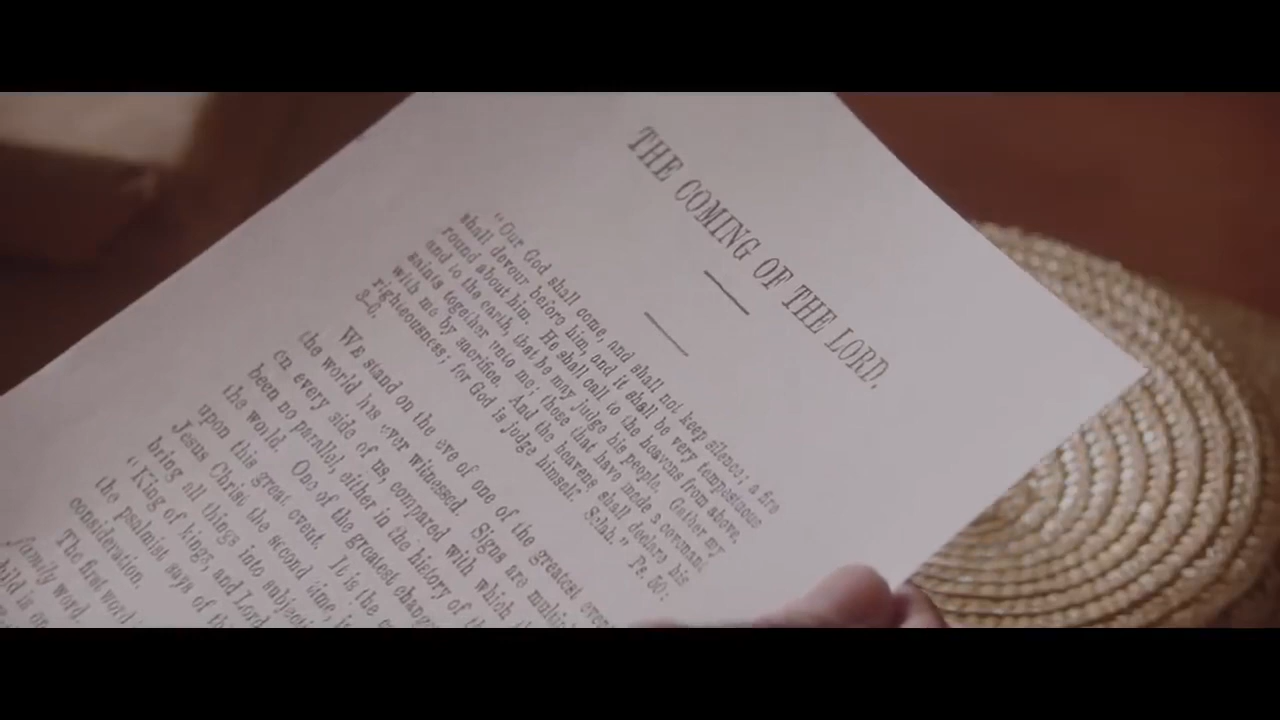 THE COMING OF THE LORD.
"Our God shall come, and shall not keep silence; a fire
shall devour before him, and it shall be very tempestuous
round about him. He shall call to the heavens from above,
and to the earth, that he may judge his people. Gather my
saints together unto me; those that have made a covenant
with me by sacrifice. And the heavens shall declare his
righteousness; for God is judge himself. Selah." Ps. 50:
3-6.
WE stand on the eve of one of the greatest
the world has ever witnessed. Signs are
on every side of us, compared with which
been no parallel, either in the history of
the world. One of the greatest
upon this great event. It is the
Jesus Christ the second time,
bring all things into
"King of kings, and Lord
the psalmist says of
consideration.
The first word
family word.
is on